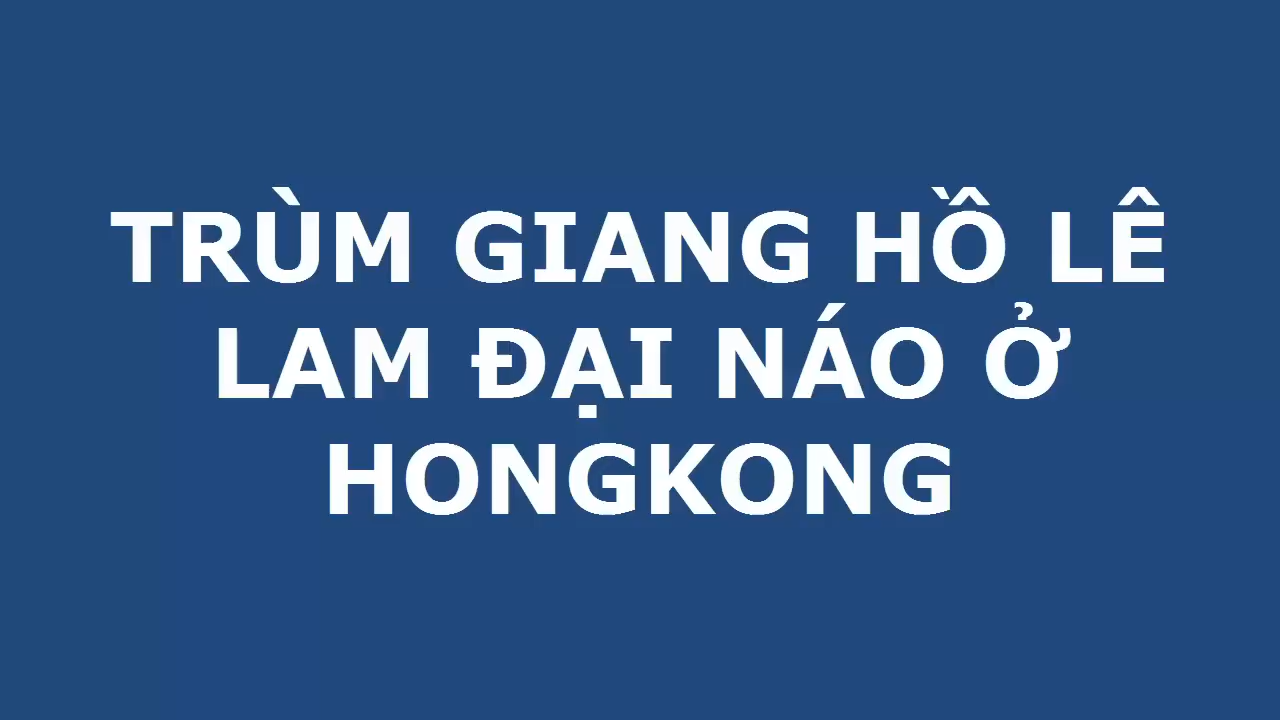 TRÙM GIANG HỒ LÊ
LAM ĐẠI NÁO Ở
HONGKONG